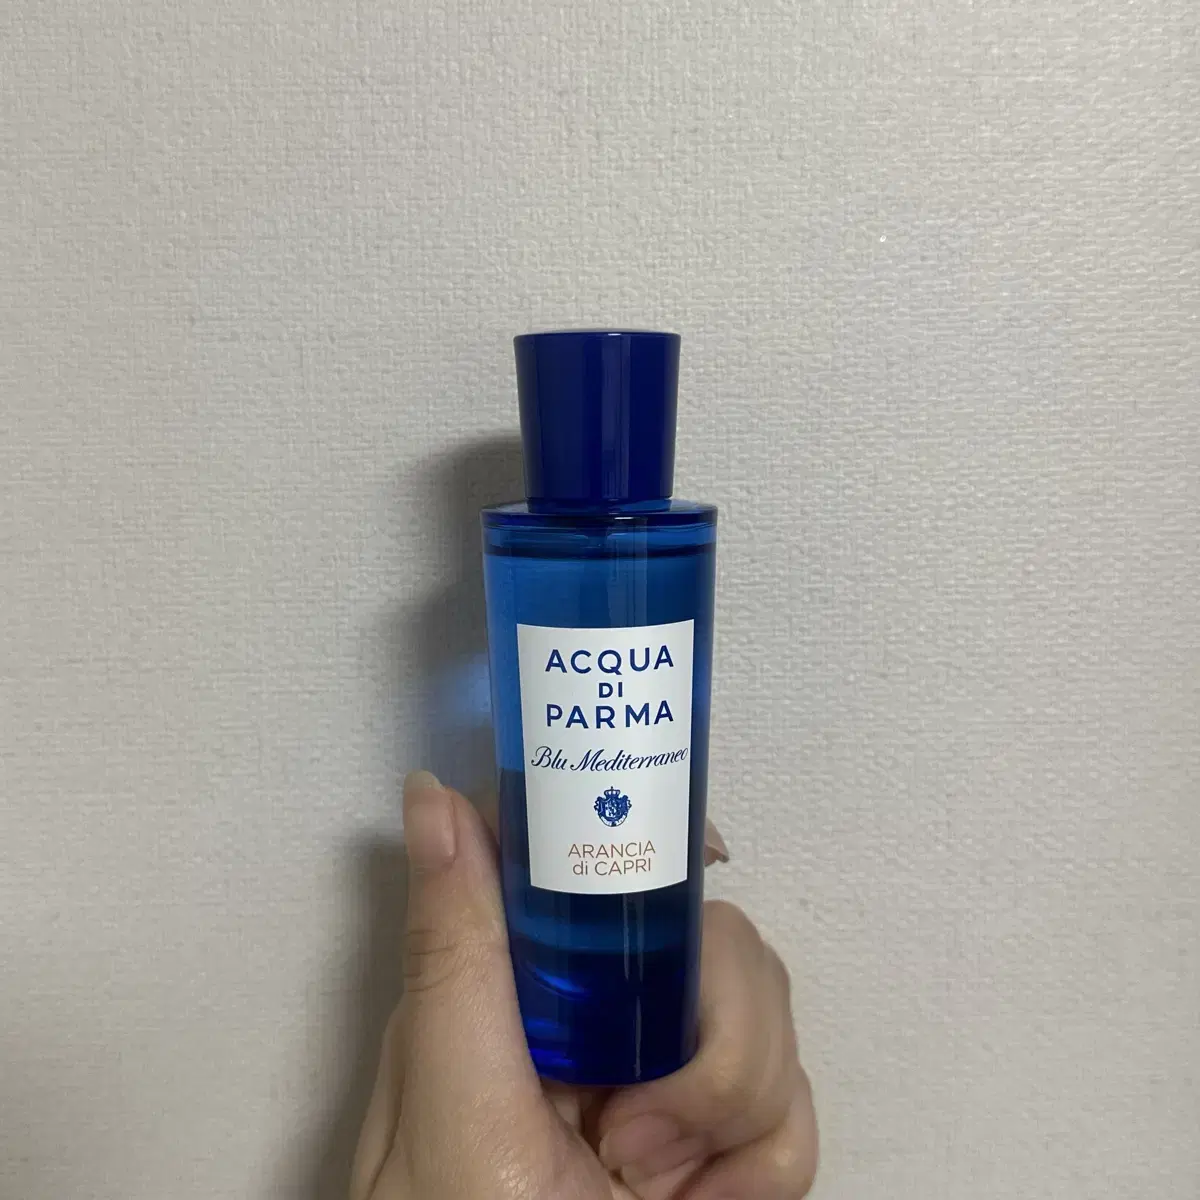 ACQUA
DI
PARMA
Blu Mediterraneo
ARANCIA
di CAPRI